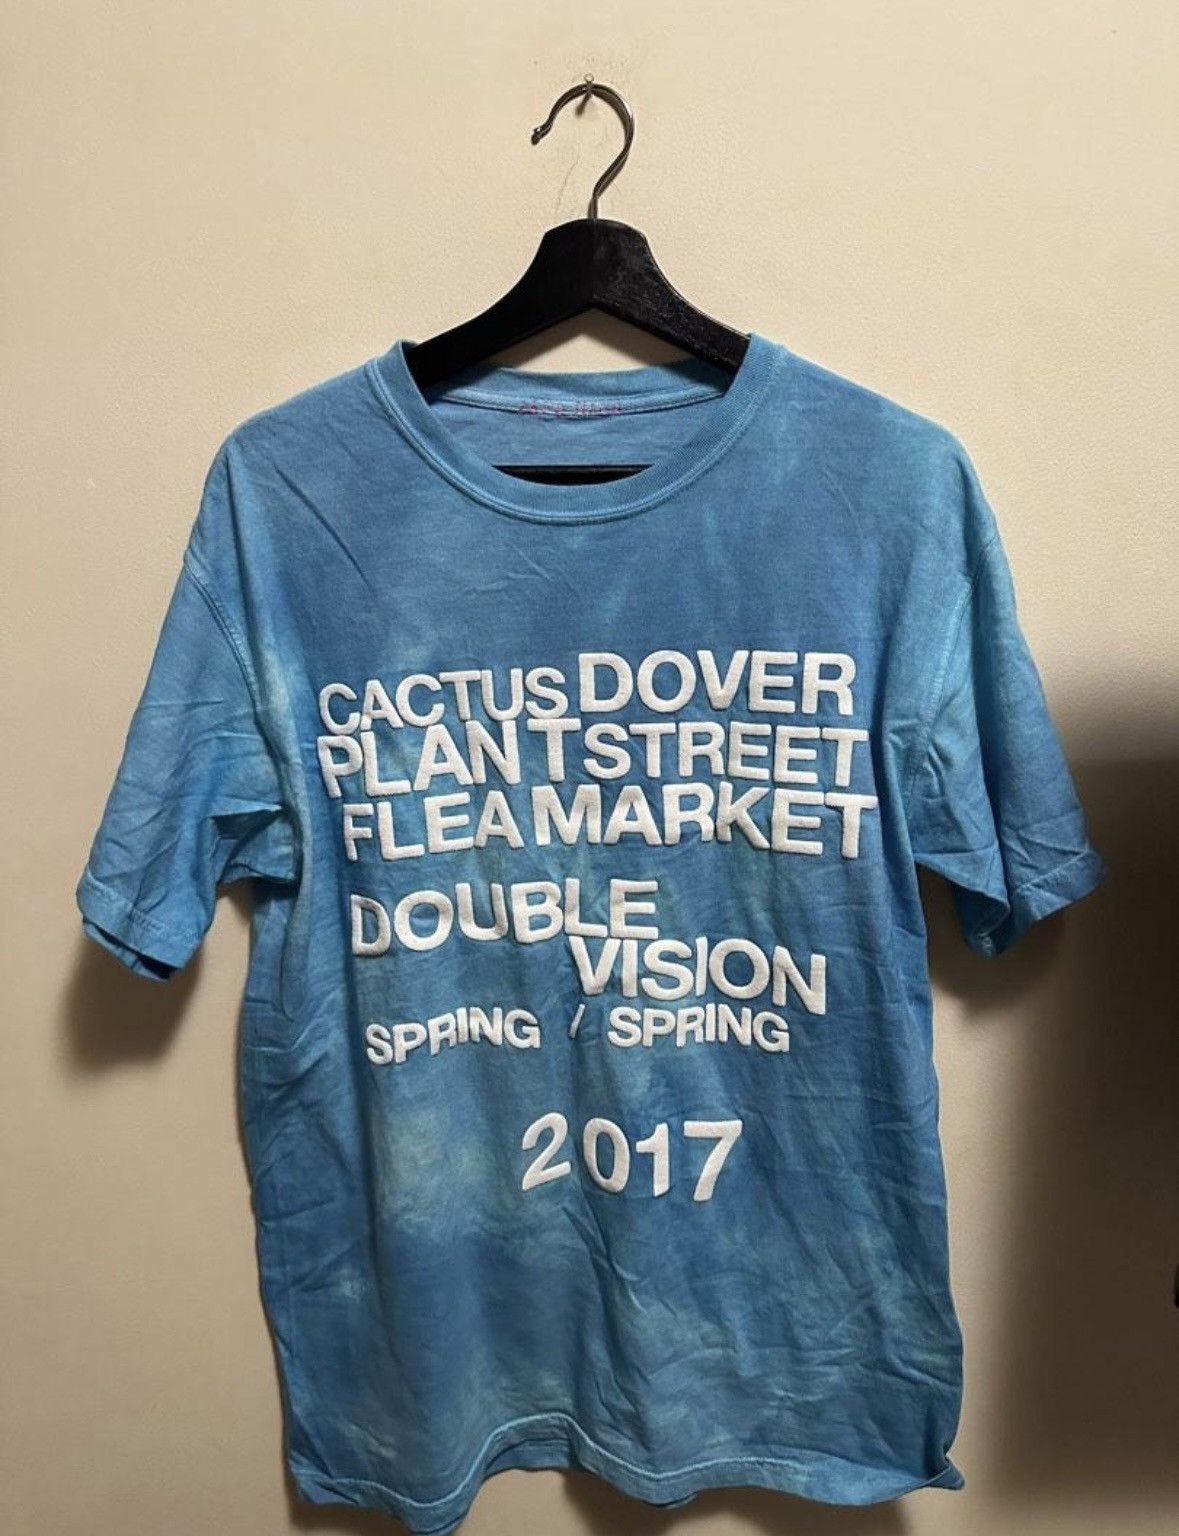 CACTUS DOVER
PLANT STREET
FLEA MARKET
DOUBLE
VISION
SPRING / SPRING
2017